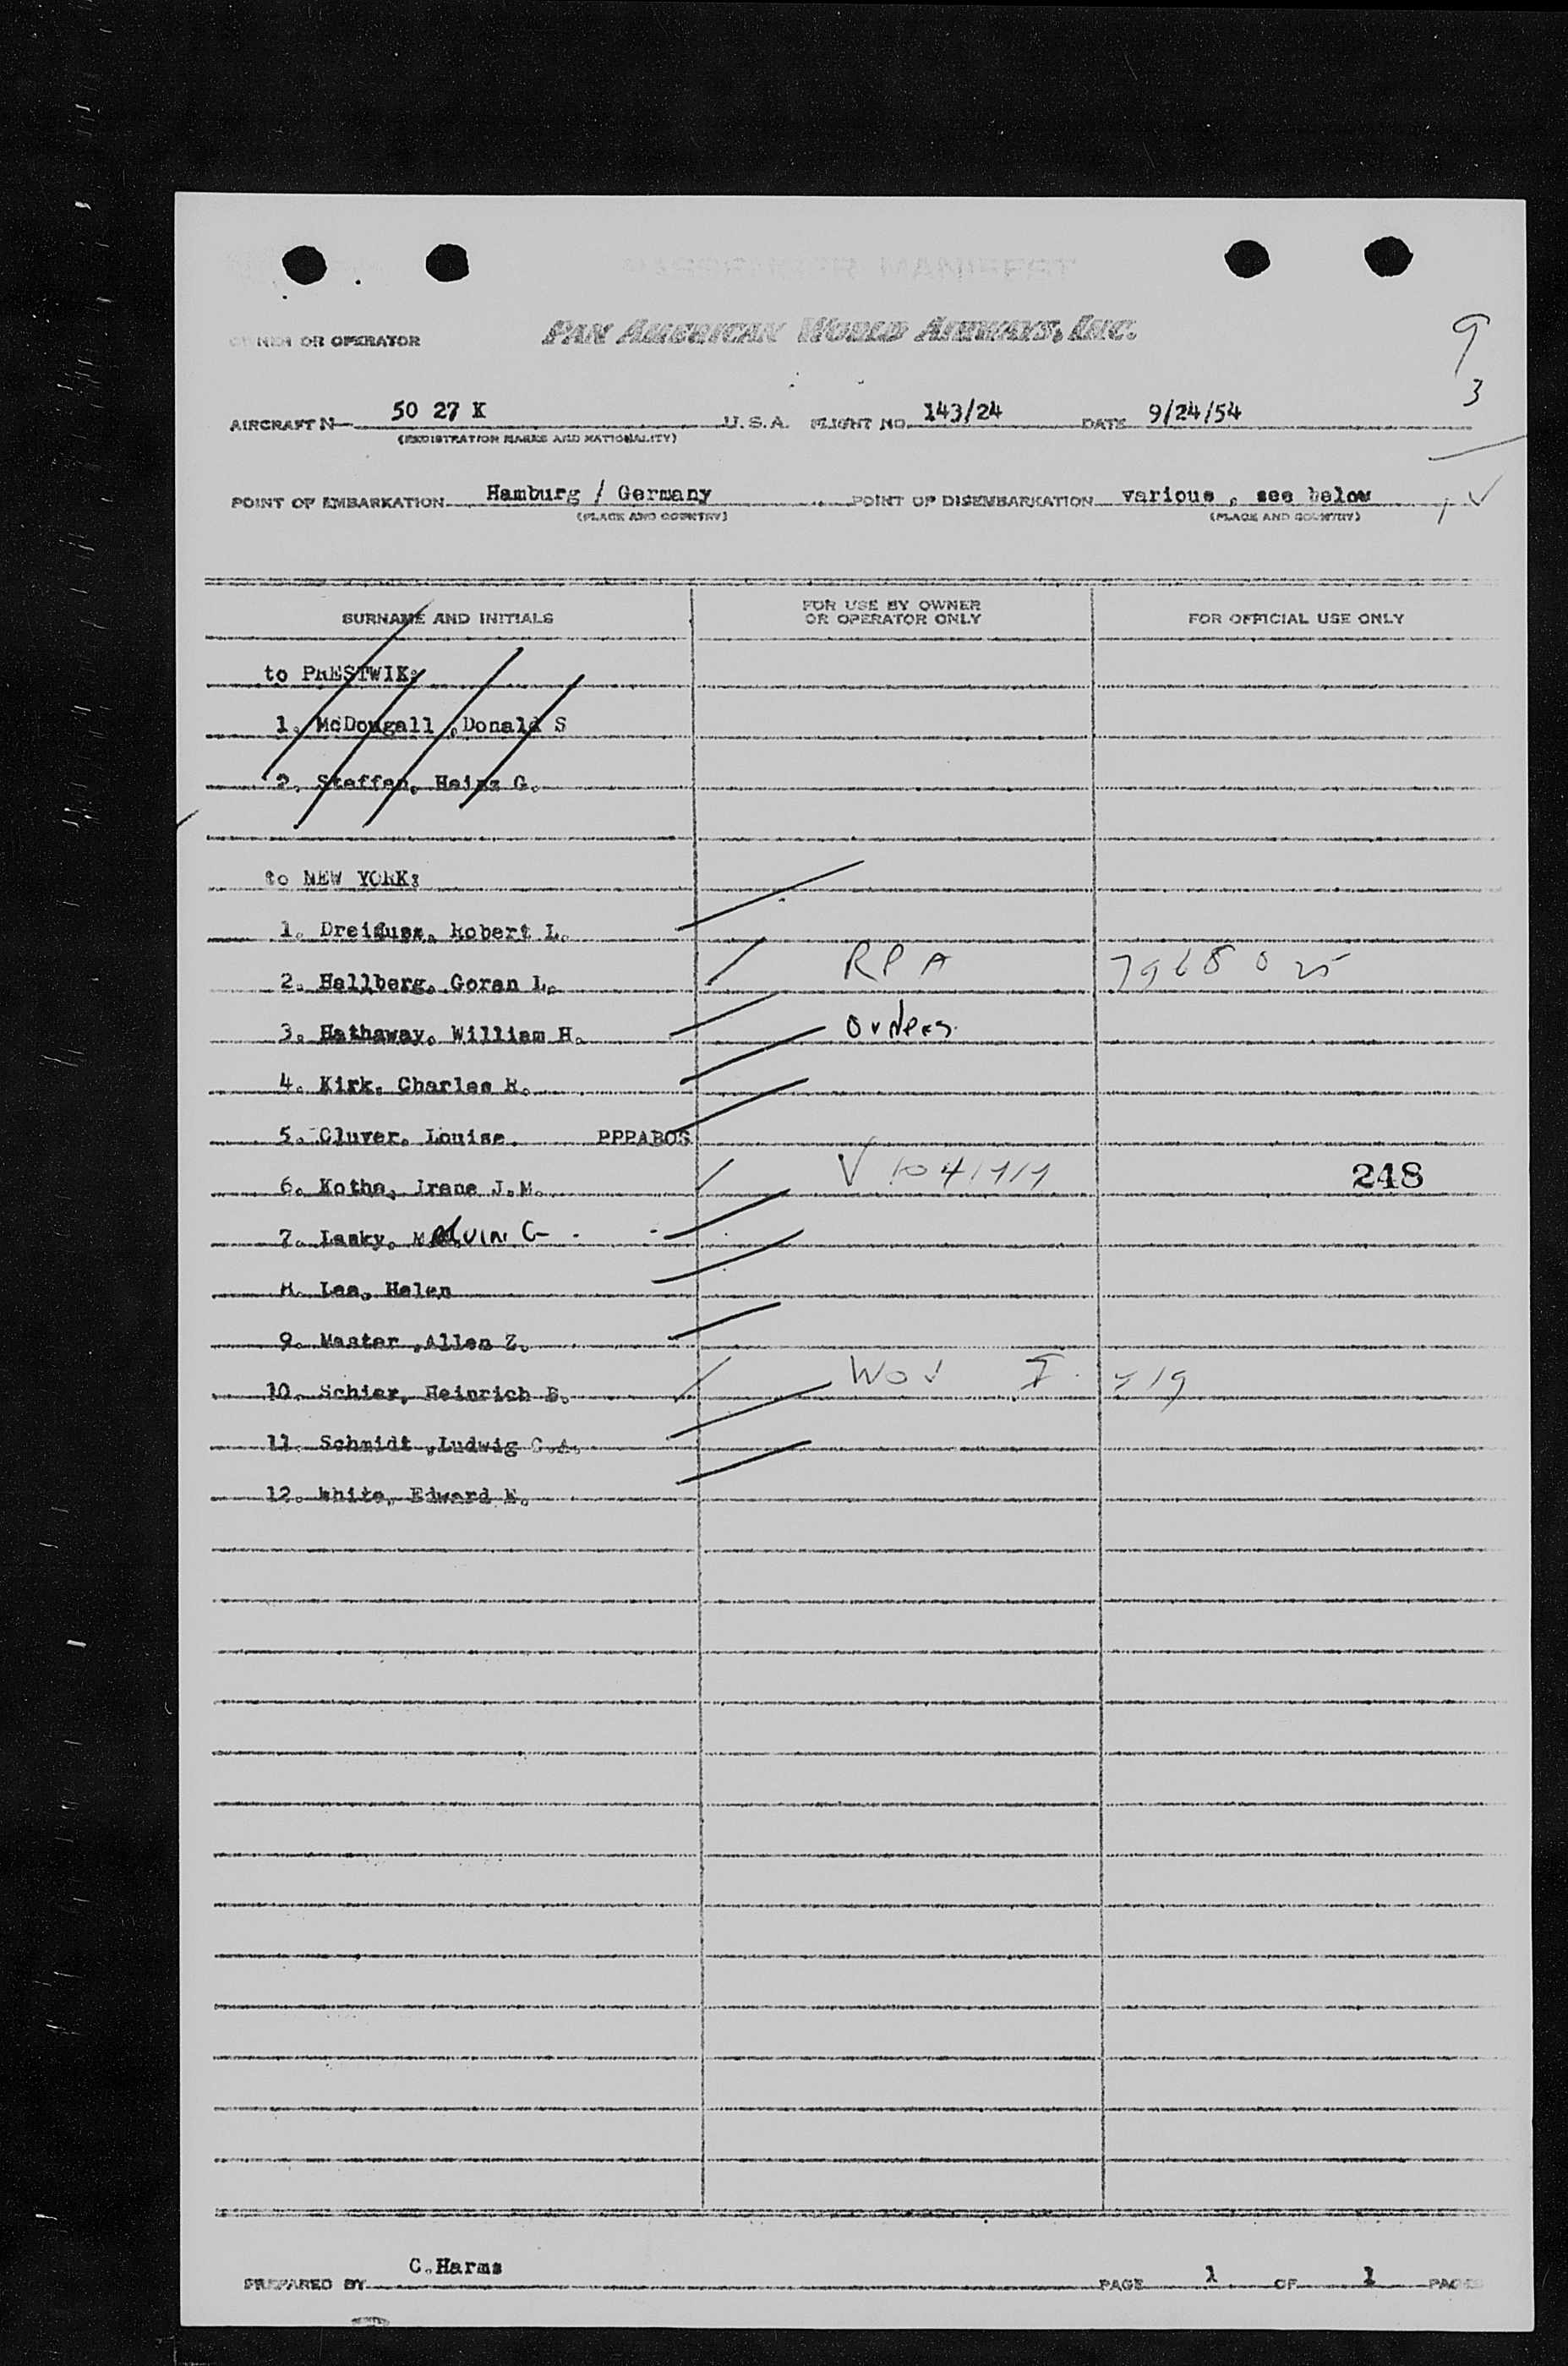 PASSENGER MANIFEST
OWNER OR OPERATOR PAN AMERICAN WORLD AIRWAYS, INC.
9
3
AIRCRAFT N— 50 27 K U.S.A. FLIGHT NO. 143/24 DATE 9/24/54
(REGISTRATION MARKS AND NATIONALITY)
POINT OF EMBARKATION Hamburg / Germany POINT OF DISEMBARKATION various , see below
(PLACE AND COUNTRY) (PLACE AND COUNTRY)
SURNAME AND INITIALS FOR USE BY OWNER OR OPERATOR ONLY FOR OFFICIAL USE ONLY
to PRESTWIK:
1. McDougall ,Donald S
2. Steffen, Heinz G.
to NEW YORK:
1. Dreifuss, Robert L.
2. Hallberg, Goran L. RPA
3. Hathaway, William H. Orders
4. Kirk, Charles R.
5. Cluver, Louise. PPPABOS
6. Kothe, Irene J.M. V 248
7. Lasky, Melvin G
8. Lee, Helen
9. Master ,Allen Z.
10. Schier, Heinrich B.
11. Schmidt ,Ludwig C.A.
12. White, Edward E.
PREPARED BY C.Harms PAGE 1 OF 1 PAGES